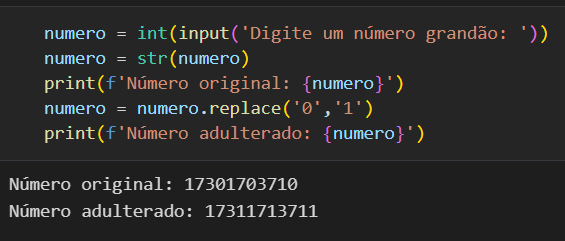 numero = int(input('Digite um número grandão: '))
numero = str(numero)
print(f'Número original: {numero}')
numero = numero.replace('0','1')
print(f'Número adulterado: {numero}')
Número original: 17301703710
Número adulterado: 17311713711